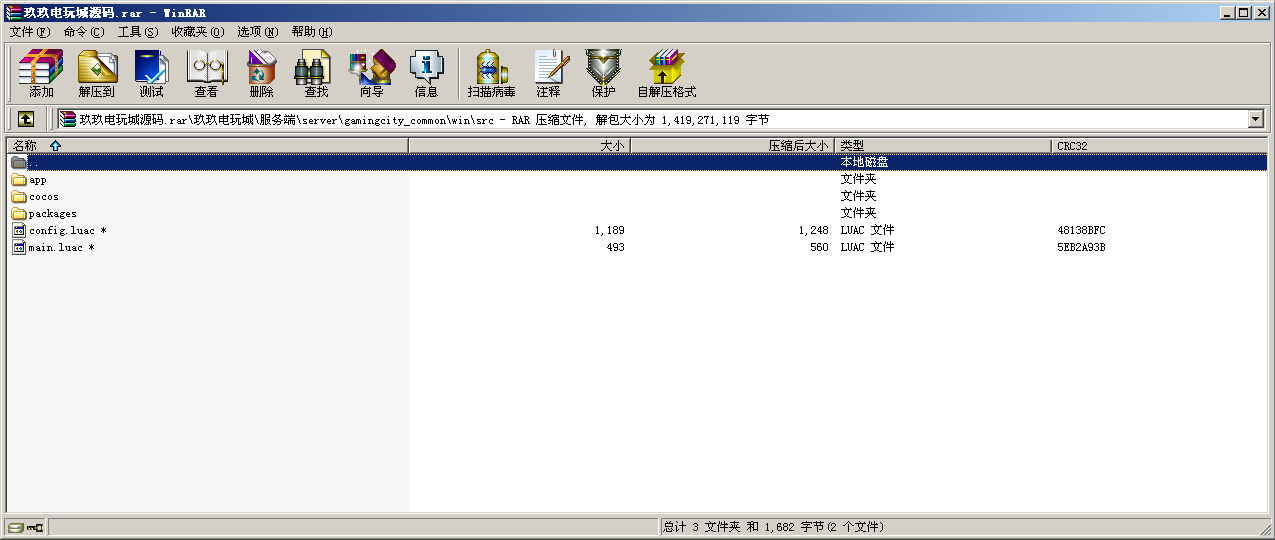 玖玖电玩城源码.rar - WinRAR
文件(F) 命令(C) 工具(S) 收藏夹(O) 选项(N) 帮助(H)
添加 解压到 测试 查看 删除 查找 向导 信息 扫描病毒 注释 保护 自解压格式
玖玖电玩城源码.rar\玖玖电玩城\服务端\server\gamingcity_common\win\src - RAR 压缩文件, 解包大小为 1,419,271,119 字节
名称 大小 压缩后大小 类型 CRC32
.. 本地磁盘
app 文件夹
cocos 文件夹
packages 文件夹
config.luac * 1,189 1,248 LUAC 文件 48138BFC
main.luac * 493 560 LUAC 文件 5EB2A93B
总计 3 文件夹 和 1,682 字节(2 个文件)